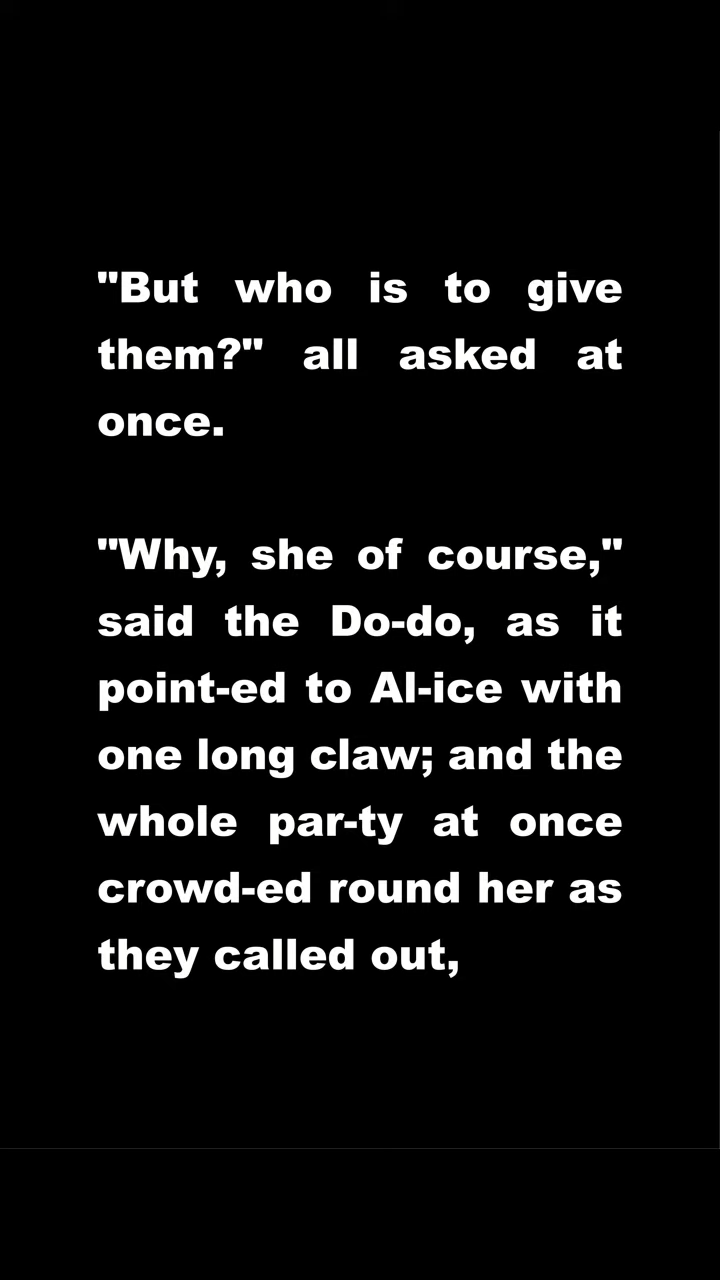 "But who is to give
them?" all asked at
once.
"Why, she of course,"
said the Do-do, as it
point-ed to Al-ice with
one long claw; and the
whole par-ty at once
crowd-ed round her as
they called out,